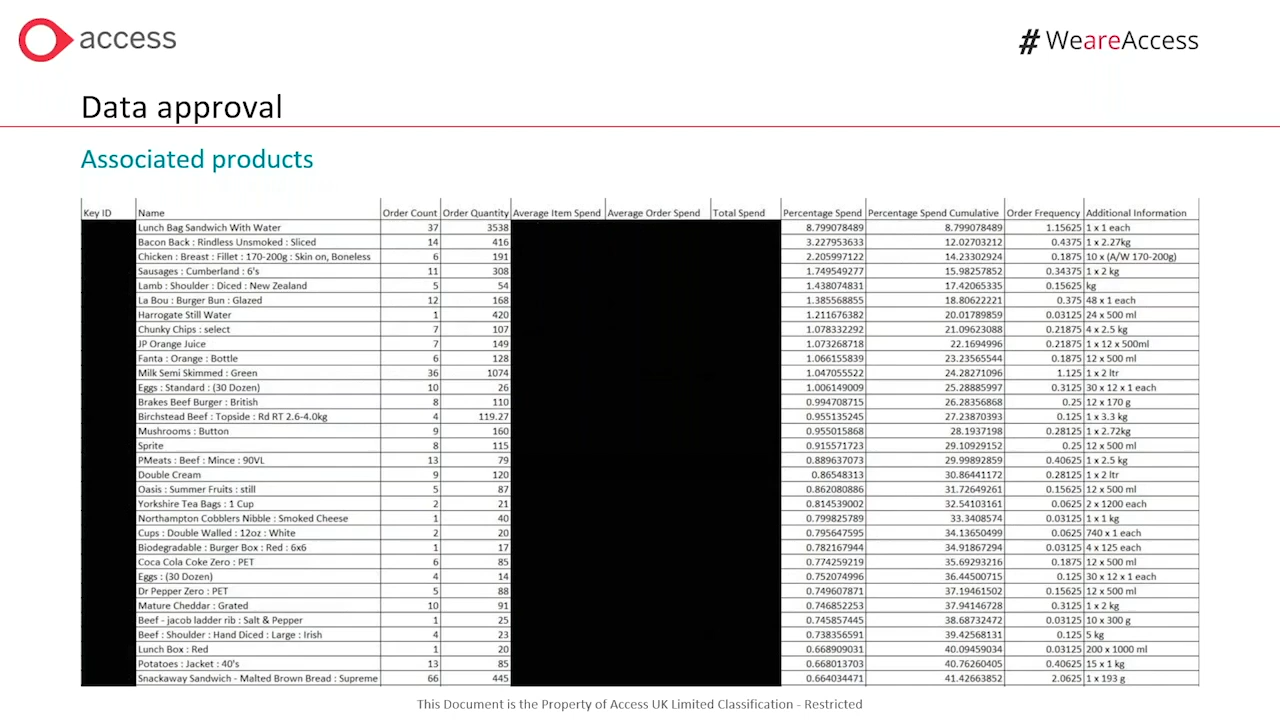 access
# WeareAccess
Data approval
Associated products
Key ID Name Order Count Order Quantity Average Item Spend Average Order Spend Total Spend Percentage Spend Percentage Spend Cumulative Order Frequency Additional Information
Lunch Bag Sandwich With Water 37 3538 8.799078489 8.799078489 1.15625 1 x 1 each
Bacon Back : Rindless Unsmoked : Sliced 14 416 3.227953633 12.02703212 0.4375 1 x 2.27kg
Chicken : Breast : Fillet : 170-200g : Skin on, Boneless 6 191 2.205997122 14.23302924 0.1875 10 x (A/W 170-200g)
Sausages : Cumberland : 6's 11 308 1.749549277 15.98257852 0.34375 1 x 2 kg
Lamb : Shoulder : Diced : New Zealand 5 54 1.438074831 17.42065335 0.15625 kg
La Bou : Burger Bun : Glazed 12 168 1.385568855 18.80622221 0.375 48 x 1 each
Harrogate Still Water 1 420 1.211676382 20.01789859 0.03125 24 x 500 ml
Chunky Chips : select 7 107 1.078332292 21.09623088 0.21875 4 x 2.5 kg
JP Orange Juice 7 149 1.073268718 22.1694996 0.21875 1 x 12 x 500ml
Fanta : Orange : Bottle 6 128 1.066155839 23.23565544 0.1875 12 x 500 ml
Milk Semi Skimmed : Green 36 1074 1.047055522 24.28271096 1.125 1 x 2 ltr
Eggs : Standard : (30 Dozen) 10 26 1.006149009 25.28885997 0.3125 30 x 12 x 1 each
Brakes Beef Burger : British 8 110 0.994708715 26.28356868 0.25 12 x 170 g
Birchstead Beef : Topside : Rd RT 2.6-4.0kg 4 119.27 0.955135245 27.23870393 0.125 1 x 3.3 kg
Mushrooms : Button 9 160 0.955015868 28.1937198 0.28125 1 x 2.72kg
Sprite 8 115 0.915571723 29.10929152 0.25 12 x 500 ml
PMeats : Beef : Mince : 90VL 13 79 0.889637073 29.99892859 0.40625 1 x 2.5 kg
Double Cream 9 120 0.86548313 30.86441172 0.28125 1 x 2 ltr
Oasis : Summer Fruits : still 5 87 0.862080886 31.72649261 0.15625 12 x 500 ml
Yorkshire Tea Bags : 1 Cup 2 21 0.814539002 32.54103161 0.0625 2 x 1200 each
Northampton Cobblers Nibble : Smoked Cheese 1 40 0.799825789 33.3408574 0.03125 1 x 1 kg
Cups : Double Walled : 12oz : White 2 20 0.795647595 34.13650499 0.0625 740 x 1 each
Biodegradable : Burger Box : Red : 6x6 1 17 0.782167944 34.91867294 0.03125 4 x 125 each
Coca Cola Coke Zero : PET 6 85 0.774259219 35.69293216 0.1875 12 x 500 ml
Eggs : (30 Dozen) 4 14 0.752074996 36.44500715 0.125 30 x 12 x 1 each
Dr Pepper Zero : PET 5 88 0.749607871 37.19461502 0.15625 12 x 500 ml
Mature Cheddar : Grated 10 91 0.746852253 37.94146728 0.3125 1 x 2 kg
Beef - jacob ladder rib : Salt & Pepper 1 25 0.745857445 38.68732472 0.03125 10 x 300 g
Beef : Shoulder : Hand Diced : Large : Irish 4 23 0.738356591 39.42568131 0.125 5 kg
Lunch Box : Red 1 20 0.668909031 40.09459034 0.03125 200 x 1000 ml
Potatoes : Jacket : 40's 13 85 0.668013703 40.76260405 0.40625 15 x 1 kg
Snackaway Sandwich - Malted Brown Bread : Supreme 66 445 0.664034471 41.42663852 2.0625 1 x 193 g
This Document is the Property of Access UK Limited Classification - Restricted